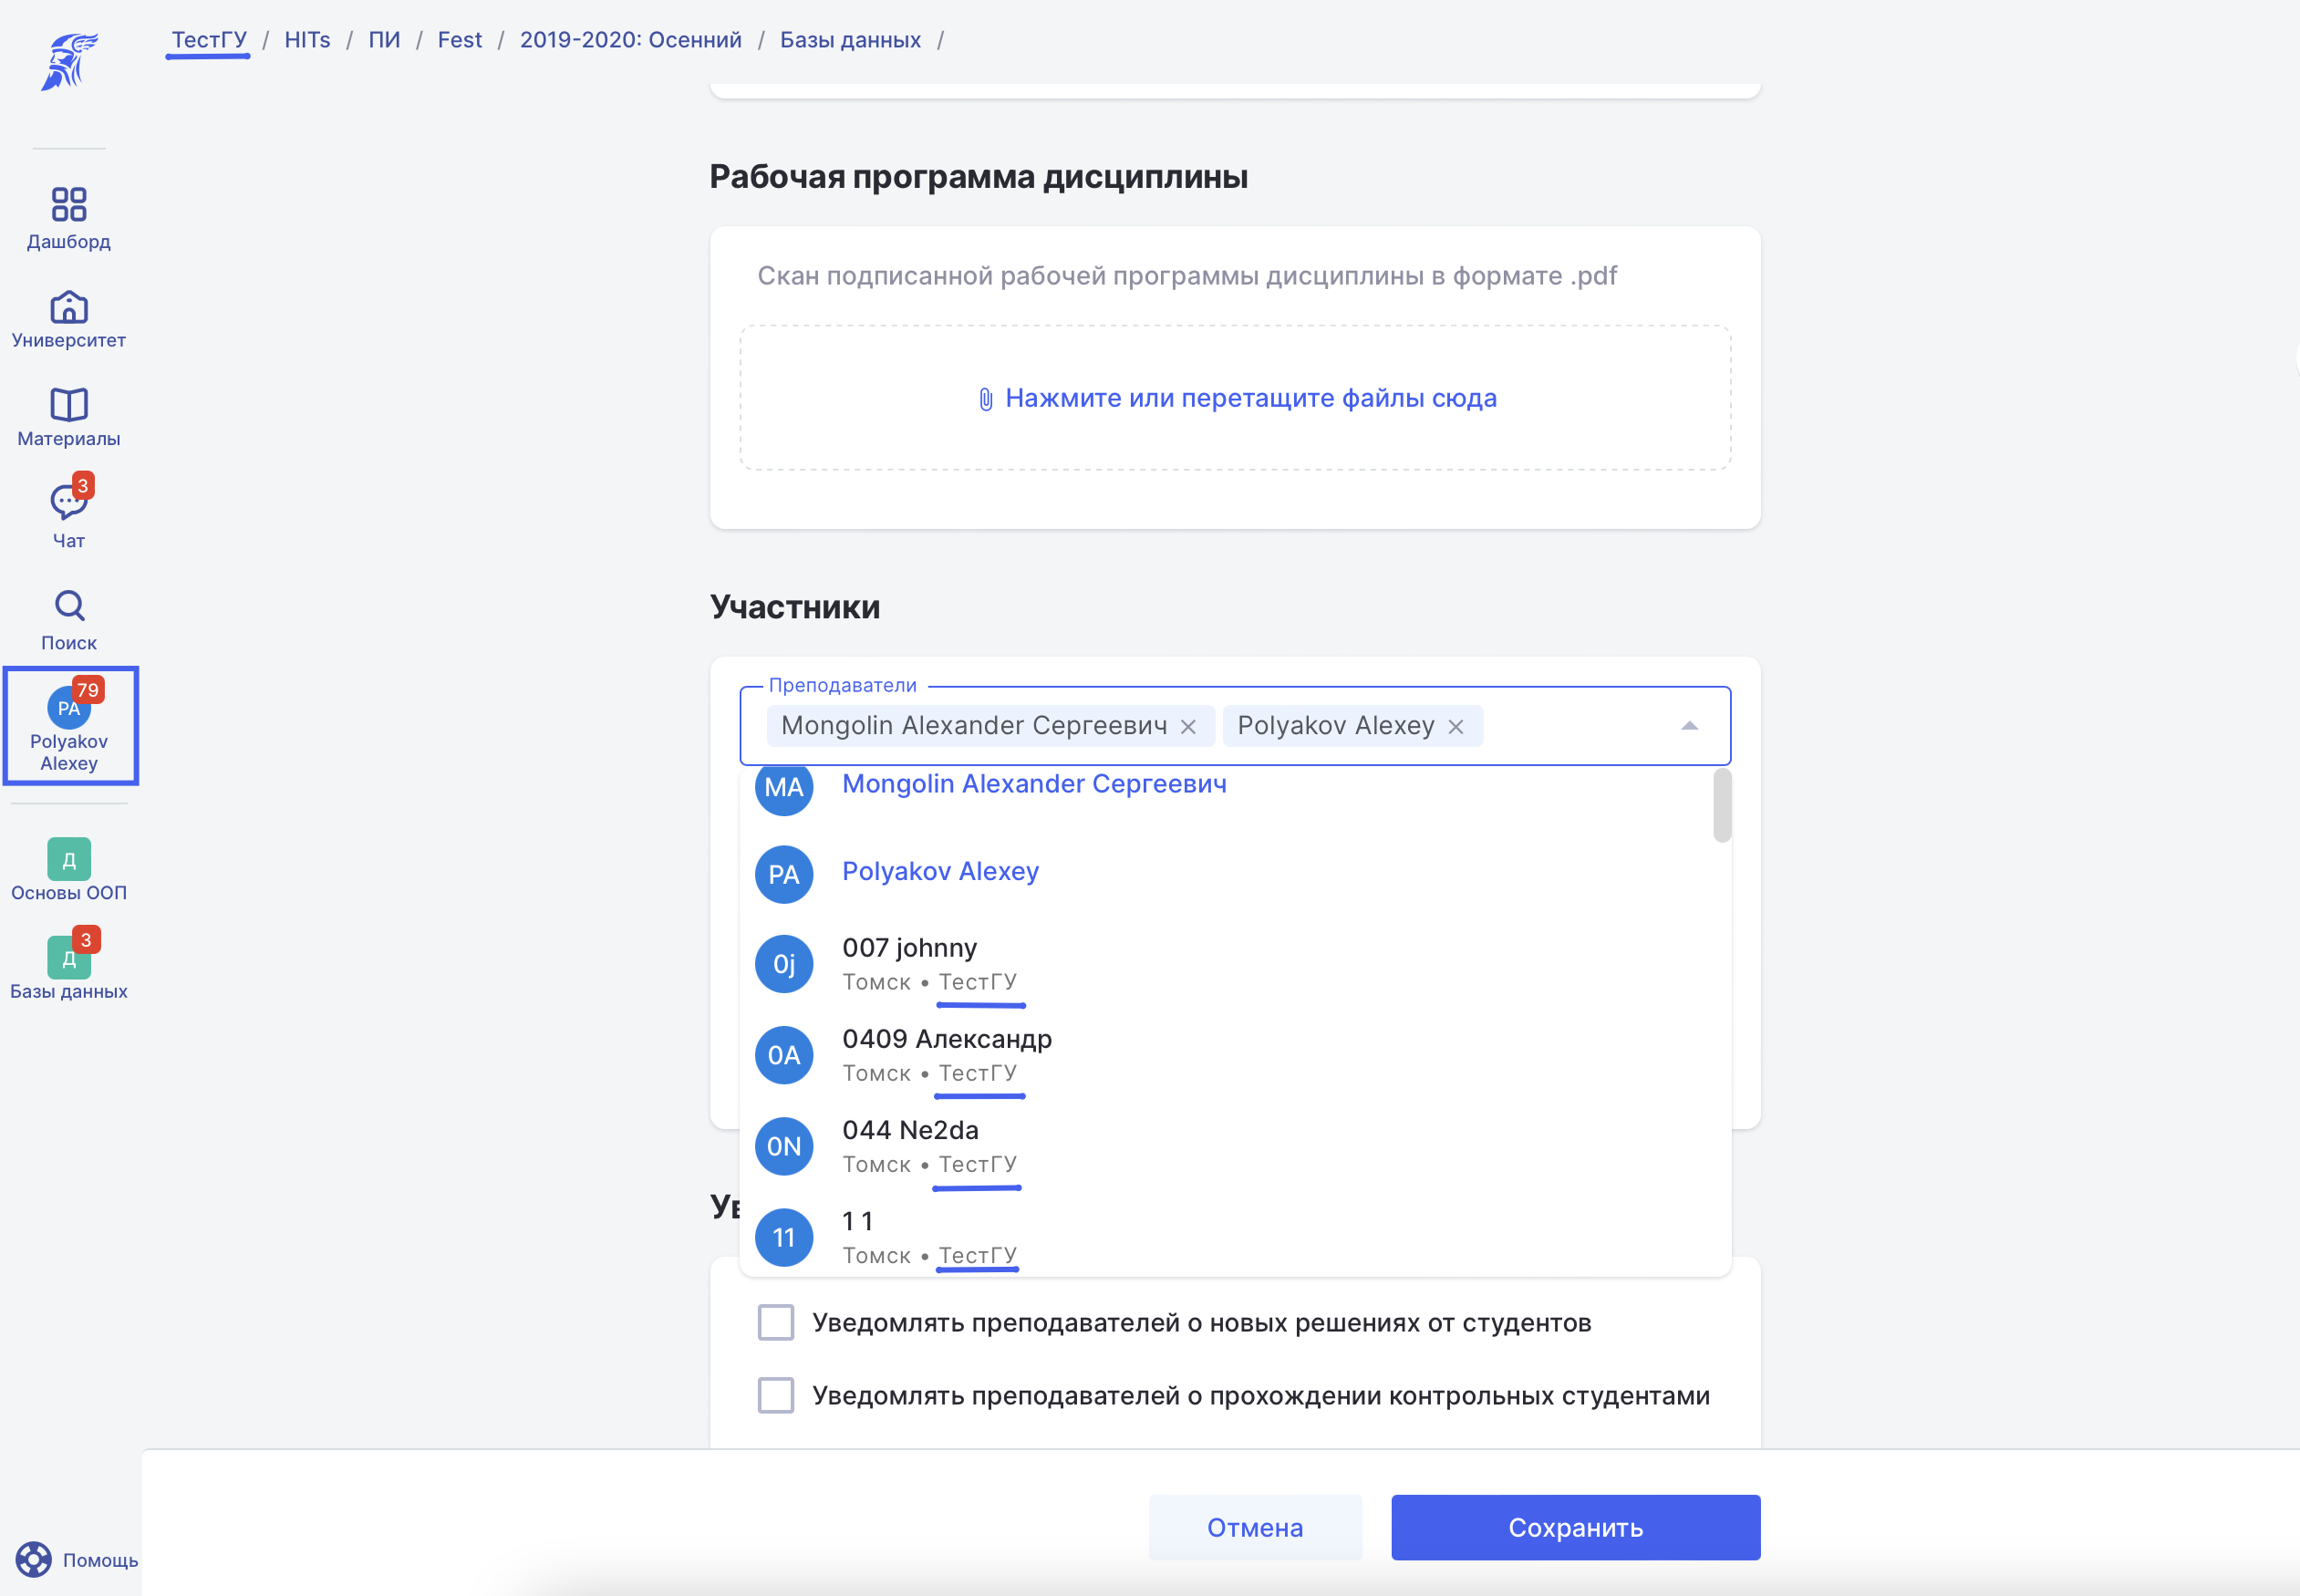 ТестГУ / HITs / ПИ / Fest / 2019-2020: Осенний / Базы данных /
Дашборд
Университет
Материалы
3
Чат
Поиск
79
PA
Polyakov
Alexey
Д
Основы ООП
3
Д
Базы данных
Помощь
Рабочая программа дисциплины
Скан подписанной рабочей программы дисциплины в формате .pdf
Нажмите или перетащите файлы сюда
Участники
Преподаватели
Mongolin Alexander Сергеевич Polyakov Alexey
MA Mongolin Alexander Сергеевич
PA Polyakov Alexey
0j 007 johnny
Томск • ТестГУ
0A 0409 Александр
Томск • ТестГУ
0N 044 Ne2da
Томск • ТестГУ
11 1 1
Томск • ТестГУ
Уведомлять преподавателей о новых решениях от студентов
Уведомлять преподавателей о прохождении контрольных студентами
Отмена Сохранить